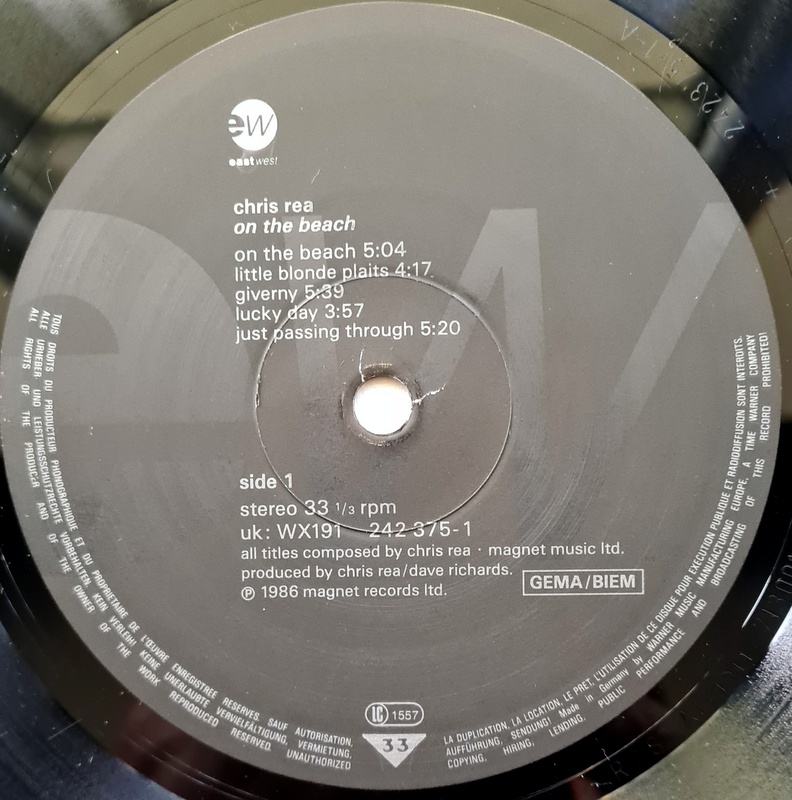 ew
eastwest
chris rea
on the beach
on the beach 5:04
little blonde plaits 4:17
giverny 5:39
lucky day 3:57
just passing through 5:20
side 1
stereo 33 1/3 rpm
uk: WX191 242 375-1
all titles composed by chris rea · magnet music ltd.
produced by chris rea/dave richards.
GEMA/BIEM
℗ 1986 magnet records ltd.
LC 1557
33
TOUS DROITS DU PRODUCTEUR PHONOGRAPHIQUE ET DU PROPRIETAIRE DE L'ŒUVRE ENREGISTREE RESERVES. SAUF AUTORISATION,
ALLE URHEBER UND LEISTUNGSSCHUTZRECHTE VORBEHALTEN. KEIN VERLEIH! KEINE UNERLAUBTE VERVIELFÄLTIGUNG, VERMIETUNG,
ALL RIGHTS OF THE PRODUCER AND OF THE OWNER OF THE WORK REPRODUCED RESERVED. UNAUTHORIZED
LA DUPLICATION, LA LOCATION, LE PRET, L'UTILISATION DE CE DISQUE POUR EXECUTION PUBLIQUE ET RADIODIFFUSION SONT INTERDITS.
AUFFÜHRUNG, SENDUNG! Made in Germany by WARNER MUSIC MANUFACTURING EUROPE, A TIME WARNER COMPANY
COPYING, HIRING, LENDING, PUBLIC PERFORMANCE AND BROADCASTING OF THIS RECORD PROHIBITED!